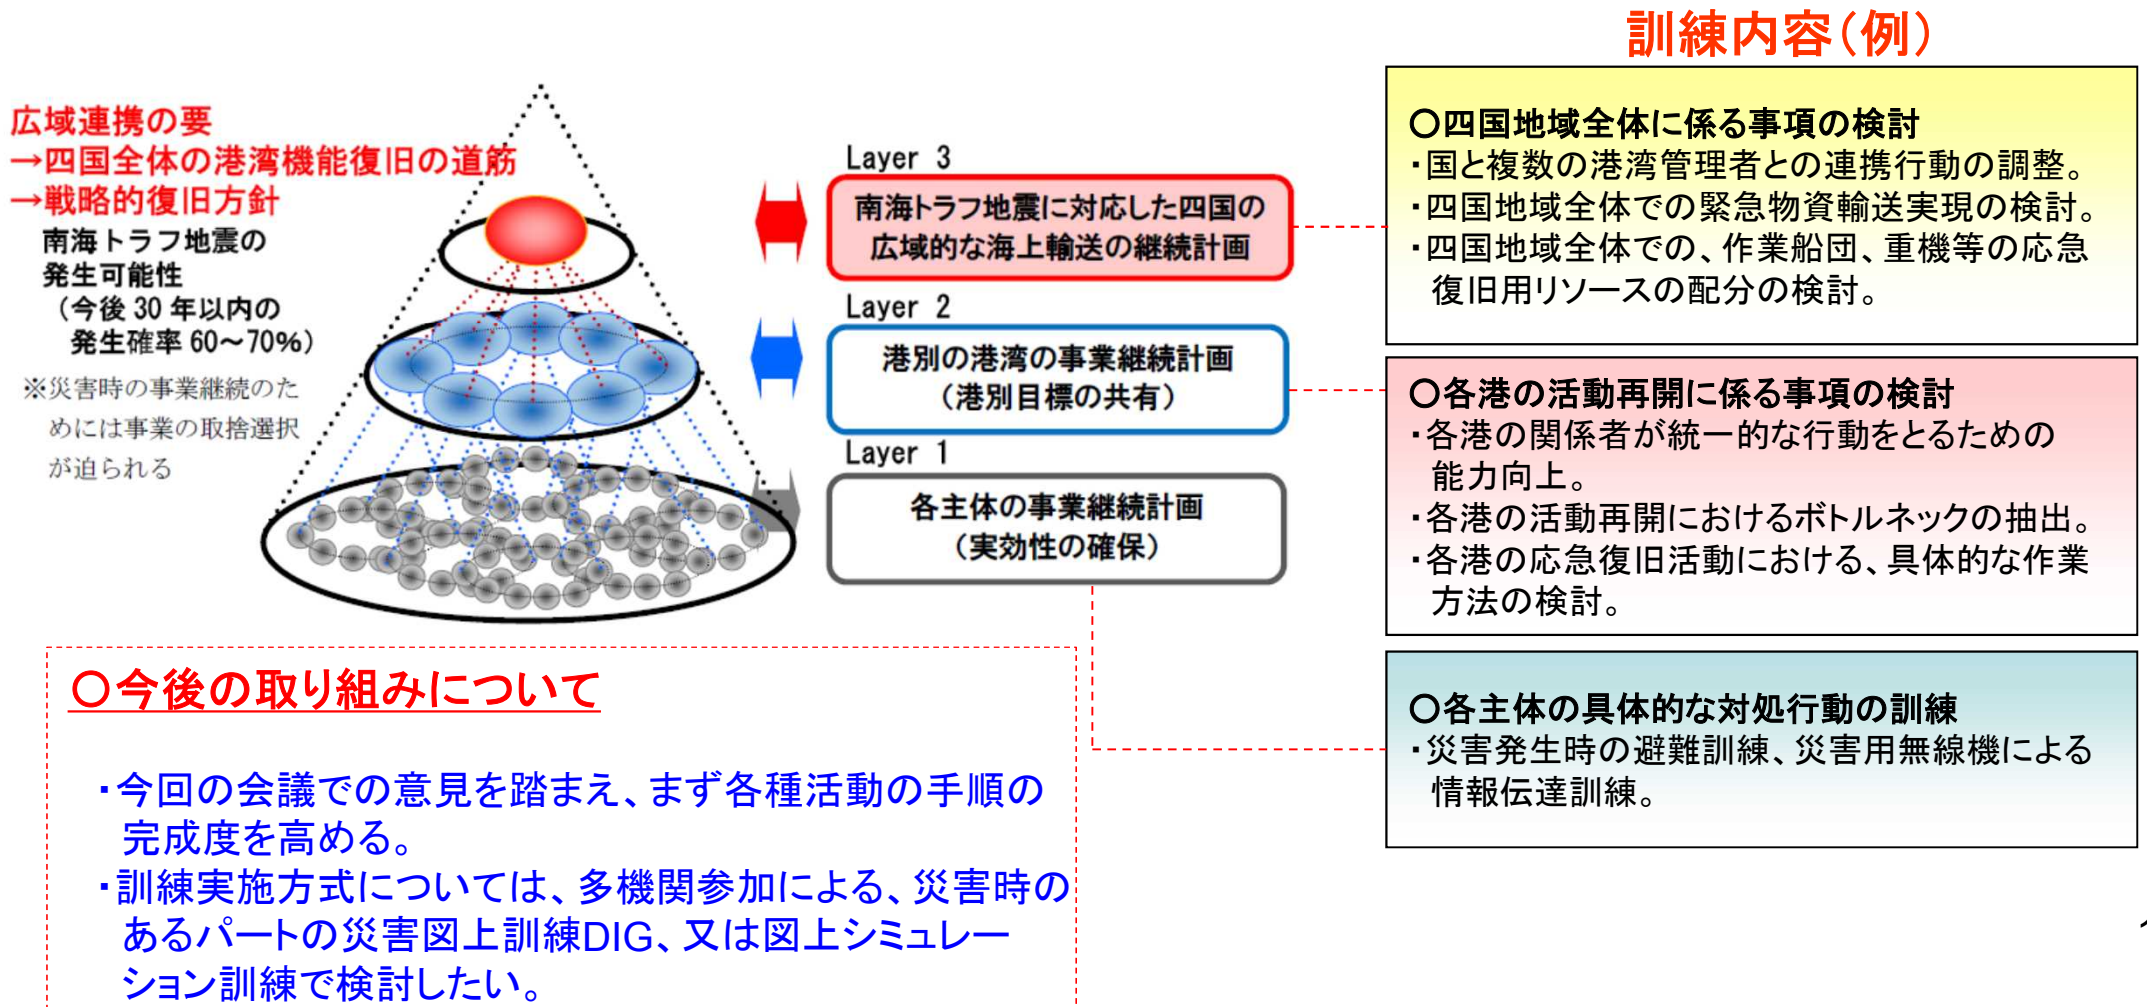 訓練内容(例)
広域連携の要
→四国全体の港湾機能復旧の道筋
→戦略的復旧方針
南海トラフ地震の
発生可能性
(今後 30 年以内の
発生確率 60～70%)
※災害時の事業継続のた
めには事業の取捨選択
が迫られる
Layer 3
南海トラフ地震に対応した四国の
広域的な海上輸送の継続計画
Layer 2
港別の港湾の事業継続計画
(港別目標の共有)
Layer 1
各主体の事業継続計画
(実効性の確保)
〇四国地域全体に係る事項の検討
・国と複数の港湾管理者との連携行動の調整。
・四国地域全体での緊急物資輸送実現の検討。
・四国地域全体での、作業船団、重機等の応急
復旧用リソースの配分の検討。
〇各港の活動再開に係る事項の検討
・各港の関係者が統一的な行動をとるための
能力向上。
・各港の活動再開におけるボトルネックの抽出。
・各港の応急復旧活動における、具体的な作業
方法の検討。
〇各主体の具体的な対処行動の訓練
・災害発生時の避難訓練、災害用無線機による
情報伝達訓練。
〇今後の取り組みについて
・今回の会議での意見を踏まえ、まず各種活動の手順の
完成度を高める。
・訓練実施方式については、多機関参加による、災害時の
あるパートの災害図上訓練DIG、又は図上シミュレー
ション訓練で検討したい。